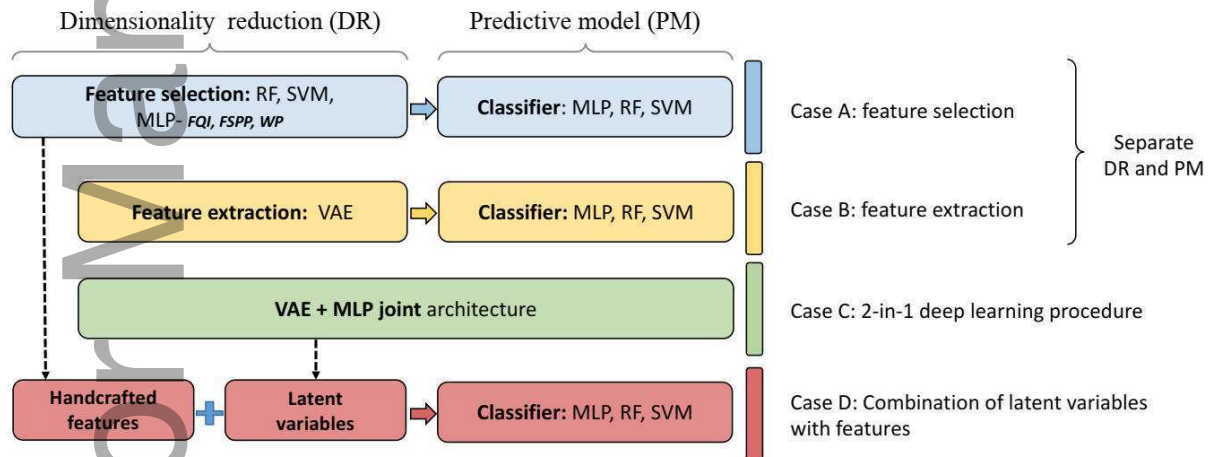 Dimensionality reduction (DR)
Predictive model (PM)
Feature selection: RF, SVM,
MLP- FQI, FSPP, WP
Classifier: MLP, RF, SVM
Case A: feature selection
Separate
DR and PM
Feature extraction: VAE
Classifier: MLP, RF, SVM
Case B: feature extraction
VAE + MLP joint architecture
Case C: 2-in-1 deep learning procedure
Handcrafted
features
+
Latent
variables
Classifier: MLP, RF, SVM
Case D: Combination of latent variables
with features
or Man